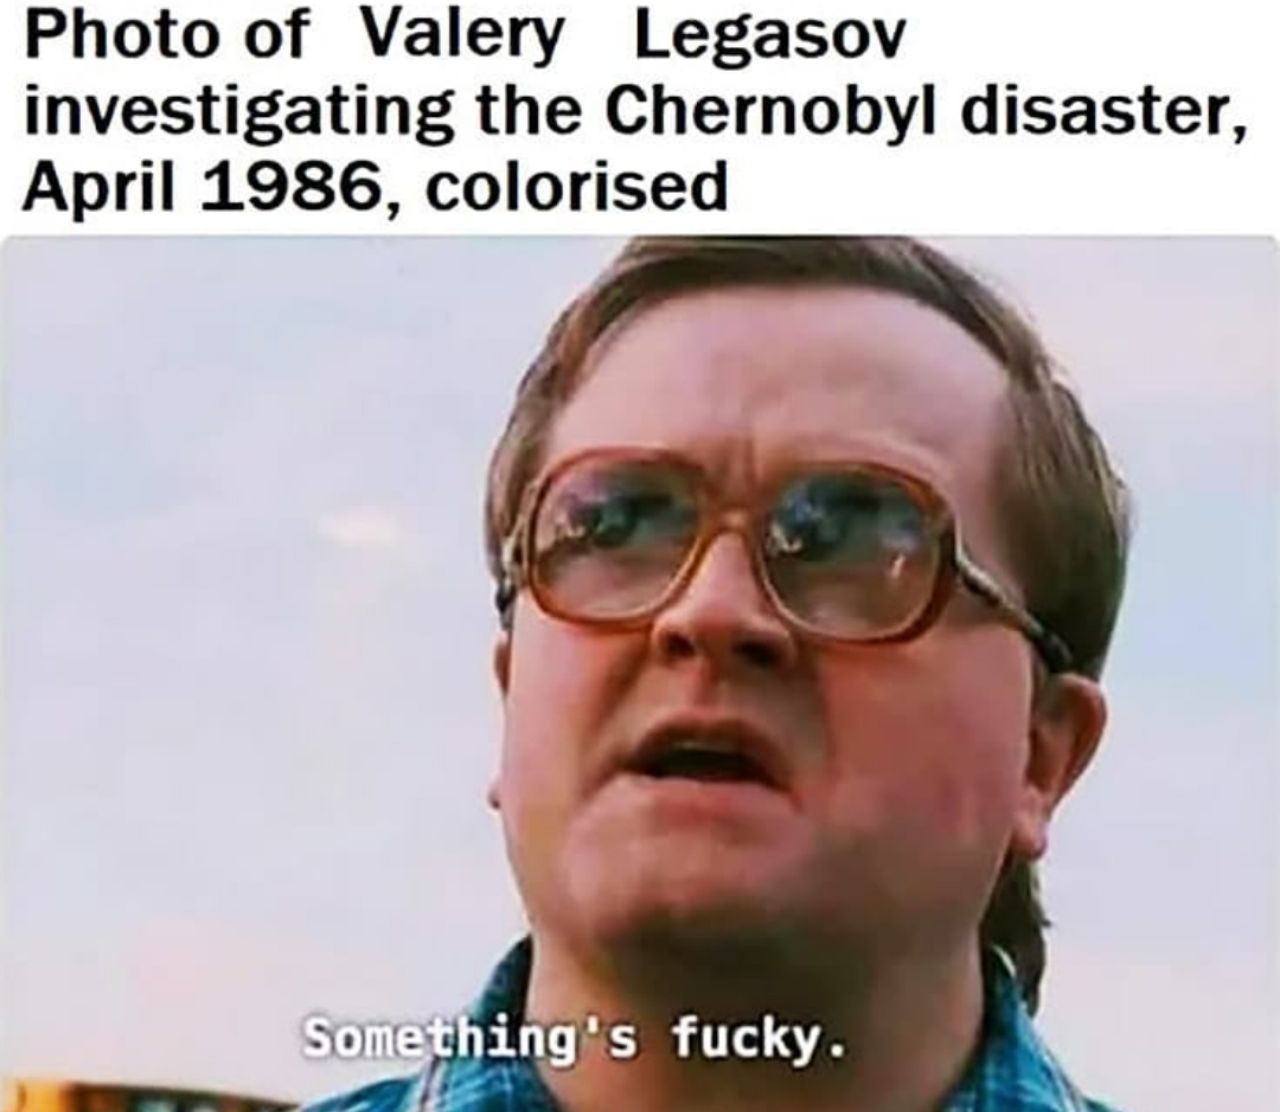 Photo of Valery Legasov
investigating the Chernobyl disaster,
April 1986, colorised
Something's fucky.